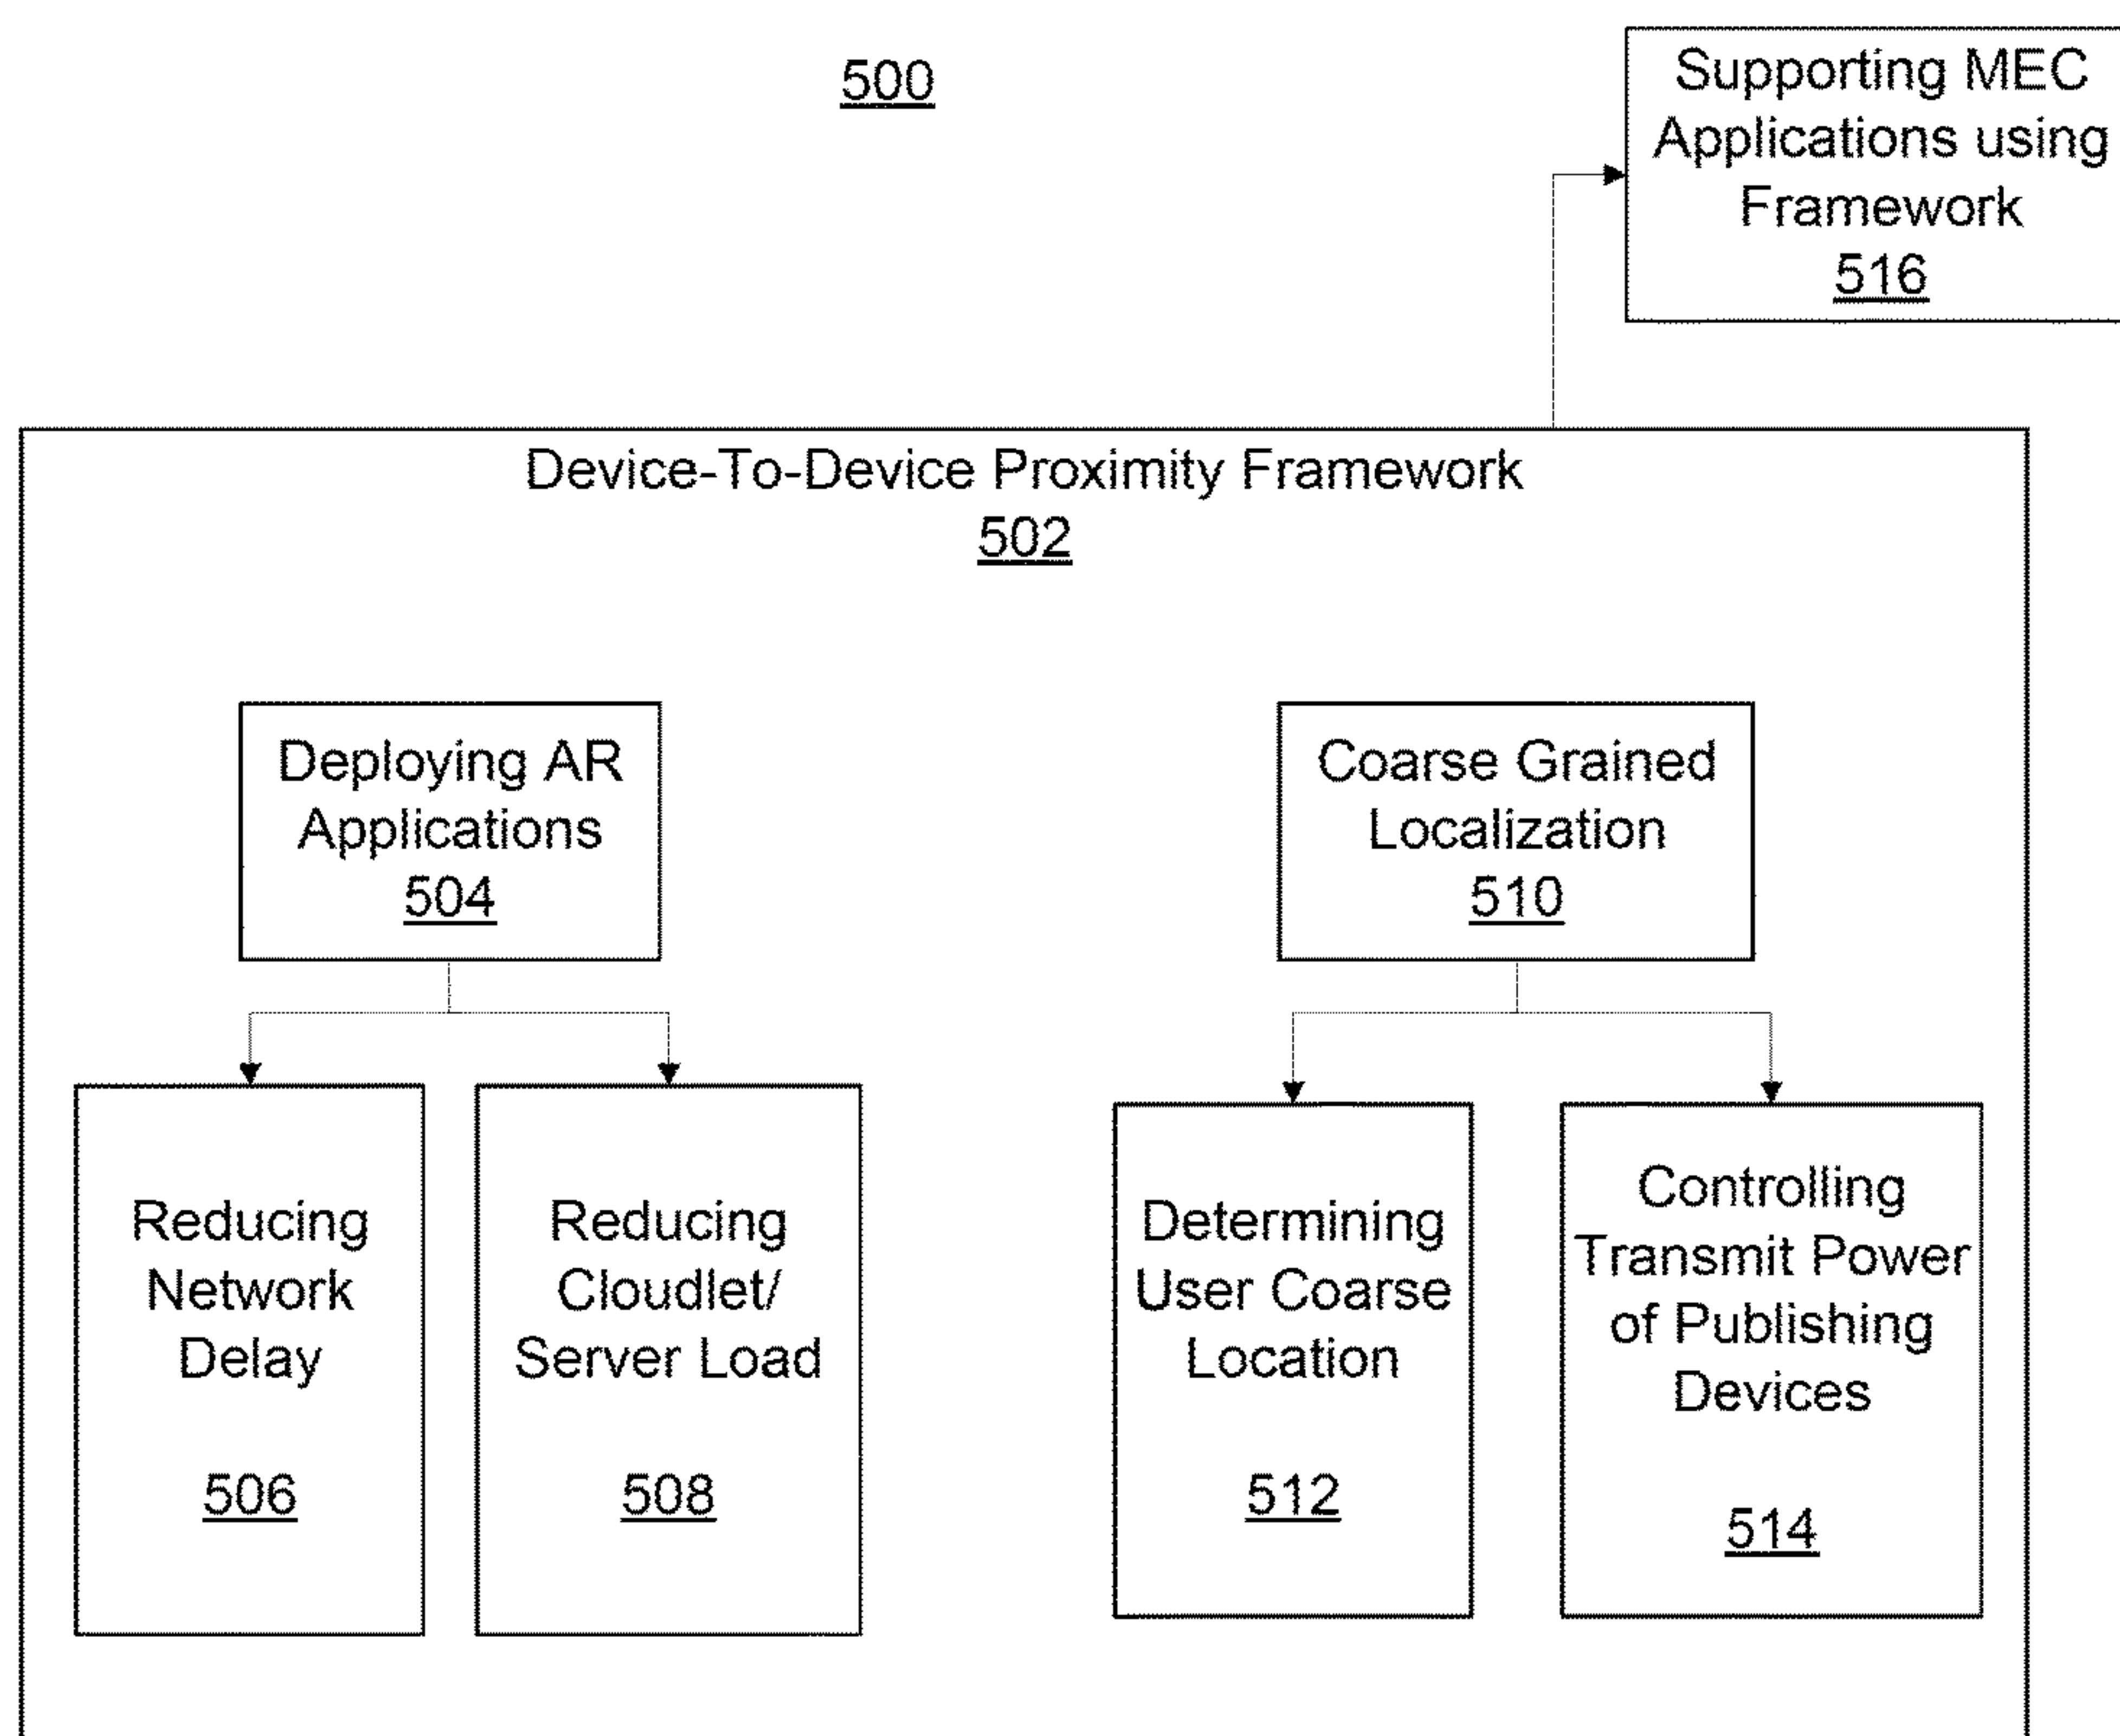 500
Supporting MEC
Applications using
Framework
516
Device-To-Device Proximity Framework
502
Deploying AR
Applications
504
Coarse Grained
Localization
510
Reducing
Network
Delay
506
Reducing
Cloudlet/
Server Load
508
Determining
User Coarse
Location
512
Controlling
Transmit Power
of Publishing
Devices
514